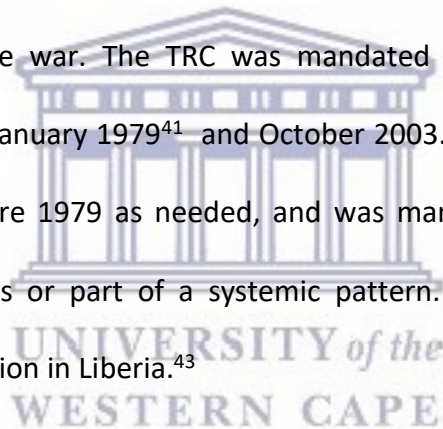 e war. The TRC was mandated
anuary 1979⁴¹ and October 2003.
re 1979 as needed, and was man
s or part of a systemic pattern.
UNIVERSITY of the
ion in Liberia.⁴³
WESTERN CAPE